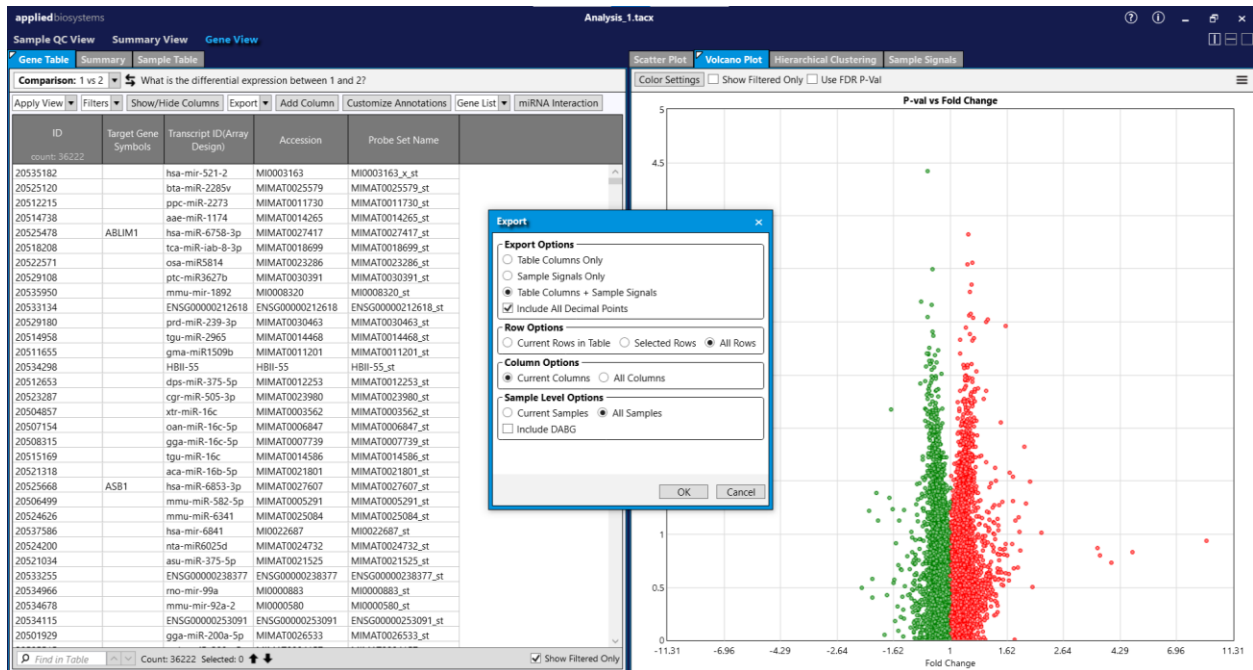 appliedbiosystems
Analysis_1.tacx
Sample QC View Summary View Gene View
Gene Table Summary Sample Table
Comparison: 1 vs 2 What is the differential expression between 1 and 2?
Apply View Filters Show/Hide Columns Export Add Column Customize Annotations Gene List miRNA Interaction
ID Target Gene Symbols Transcript ID(Array Design) Accession Probe Set Name
count: 36222
20535182 hsa-mir-521-2 MI0003163 MI0003163_x_st
20525120 bta-miR-2285v MIMAT0025579 MIMAT0025579_st
20512215 ppc-miR-2273 MIMAT0011730 MIMAT0011730_st
20514738 aae-miR-1174 MIMAT0014265 MIMAT0014265_st
20525478 ABLIM1 hsa-miR-6758-3p MIMAT0027417 MIMAT0027417_st
20518208 tca-miR-iab-8-3p MIMAT0018699 MIMAT0018699_st
20522571 osa-miR5814 MIMAT0023286 MIMAT0023286_st
20529108 ptc-miR3627b MIMAT0030391 MIMAT0030391_st
20535950 mmu-mir-1892 MI0008320 MI0008320_st
20533134 ENSG00000212618 ENSG00000212618 ENSG00000212618_st
20529180 prd-miR-239-3p MIMAT0030463 MIMAT0030463_st
20514958 tgu-miR-2965 MIMAT0014468 MIMAT0014468_st
20511655 gma-miR1509b MIMAT0011201 MIMAT0011201_st
20534298 HBII-55 HBII-55 HBII-55_st
20512653 dps-miR-375-5p MIMAT0012253 MIMAT0012253_st
20523287 cgr-miR-505-3p MIMAT0023980 MIMAT0023980_st
20504857 xtr-miR-16c MIMAT0003562 MIMAT0003562_st
20507154 oan-miR-16c-5p MIMAT0006847 MIMAT0006847_st
20508315 gga-miR-16c-5p MIMAT0007739 MIMAT0007739_st
20515169 tgu-miR-16c MIMAT0014586 MIMAT0014586_st
20521318 aca-miR-16b-5p MIMAT0021801 MIMAT0021801_st
20525668 ASB1 hsa-miR-6853-3p MIMAT0027607 MIMAT0027607_st
20506499 mmu-miR-582-5p MIMAT0005291 MIMAT0005291_st
20524626 mmu-miR-6341 MIMAT0025084 MIMAT0025084_st
20537586 hsa-mir-6841 MI0022687 MI0022687_st
20524200 nta-miR6025d MIMAT0024732 MIMAT0024732_st
20521034 asu-miR-375-5p MIMAT0021525 MIMAT0021525_st
20533255 ENSG00000238377 ENSG00000238377 ENSG00000238377_st
20534966 rno-mir-99a MI0000883 MI0000883_st
20534678 mmu-mir-92a-2 MI0000580 MI0000580_st
20534115 ENSG00000253091 ENSG00000253091 ENSG00000253091_st
20501929 gga-miR-200a-5p MIMAT0026533 MIMAT0026533_st
Find in Table Count: 36222 Selected: 0 Show Filtered Only
Export
Export Options
Table Columns Only
Sample Signals Only
Table Columns + Sample Signals
Include All Decimal Points
Row Options
Current Rows in Table Selected Rows All Rows
Column Options
Current Columns All Columns
Sample Level Options
Current Samples All Samples
Include DABG
OK Cancel
Scatter Plot Volcano Plot Hierarchical Clustering Sample Signals
Color Settings Show Filtered Only Use FDR P-Val
P-val vs Fold Change
5
4.5
1
0.5
0
-11.31 -6.96 -4.29 -2.64 -1.62 1 1.62 2.64 4.29 6.96 11.31
Fold Change